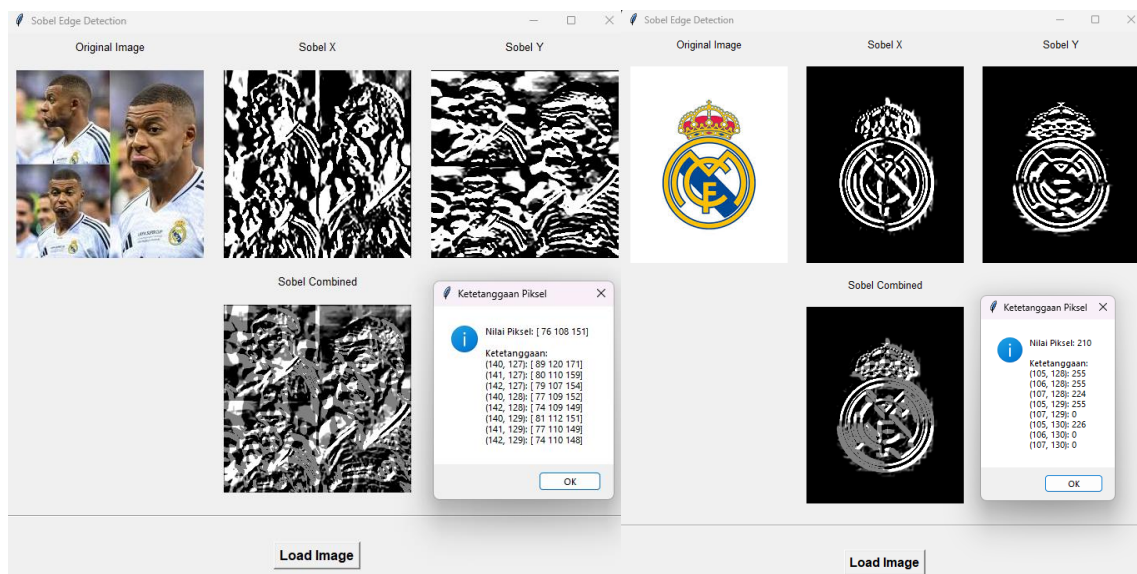 Sobel Edge Detection
Original Image
Sobel X
Sobel Y
Sobel Combined
Ketetanggaan Piksel
Nilai Piksel: [ 76 108 151]
Ketetanggaan:
(140, 127): [ 89 120 171]
(141, 127): [ 80 110 159]
(142, 127): [ 79 107 154]
(140, 128): [ 77 109 152]
(142, 128): [ 74 109 149]
(140, 129): [ 81 112 151]
(141, 129): [ 77 110 149]
(142, 129): [ 74 110 148]
OK
Load Image
Sobel Edge Detection
Original Image
Sobel X
Sobel Y
Sobel Combined
Ketetanggaan Piksel
Nilai Piksel: 210
Ketetanggaan:
(105, 128): 255
(106, 128): 255
(107, 128): 224
(105, 129): 255
(107, 129): 0
(105, 130): 226
(106, 130): 0
(107, 130): 0
OK
Load Image